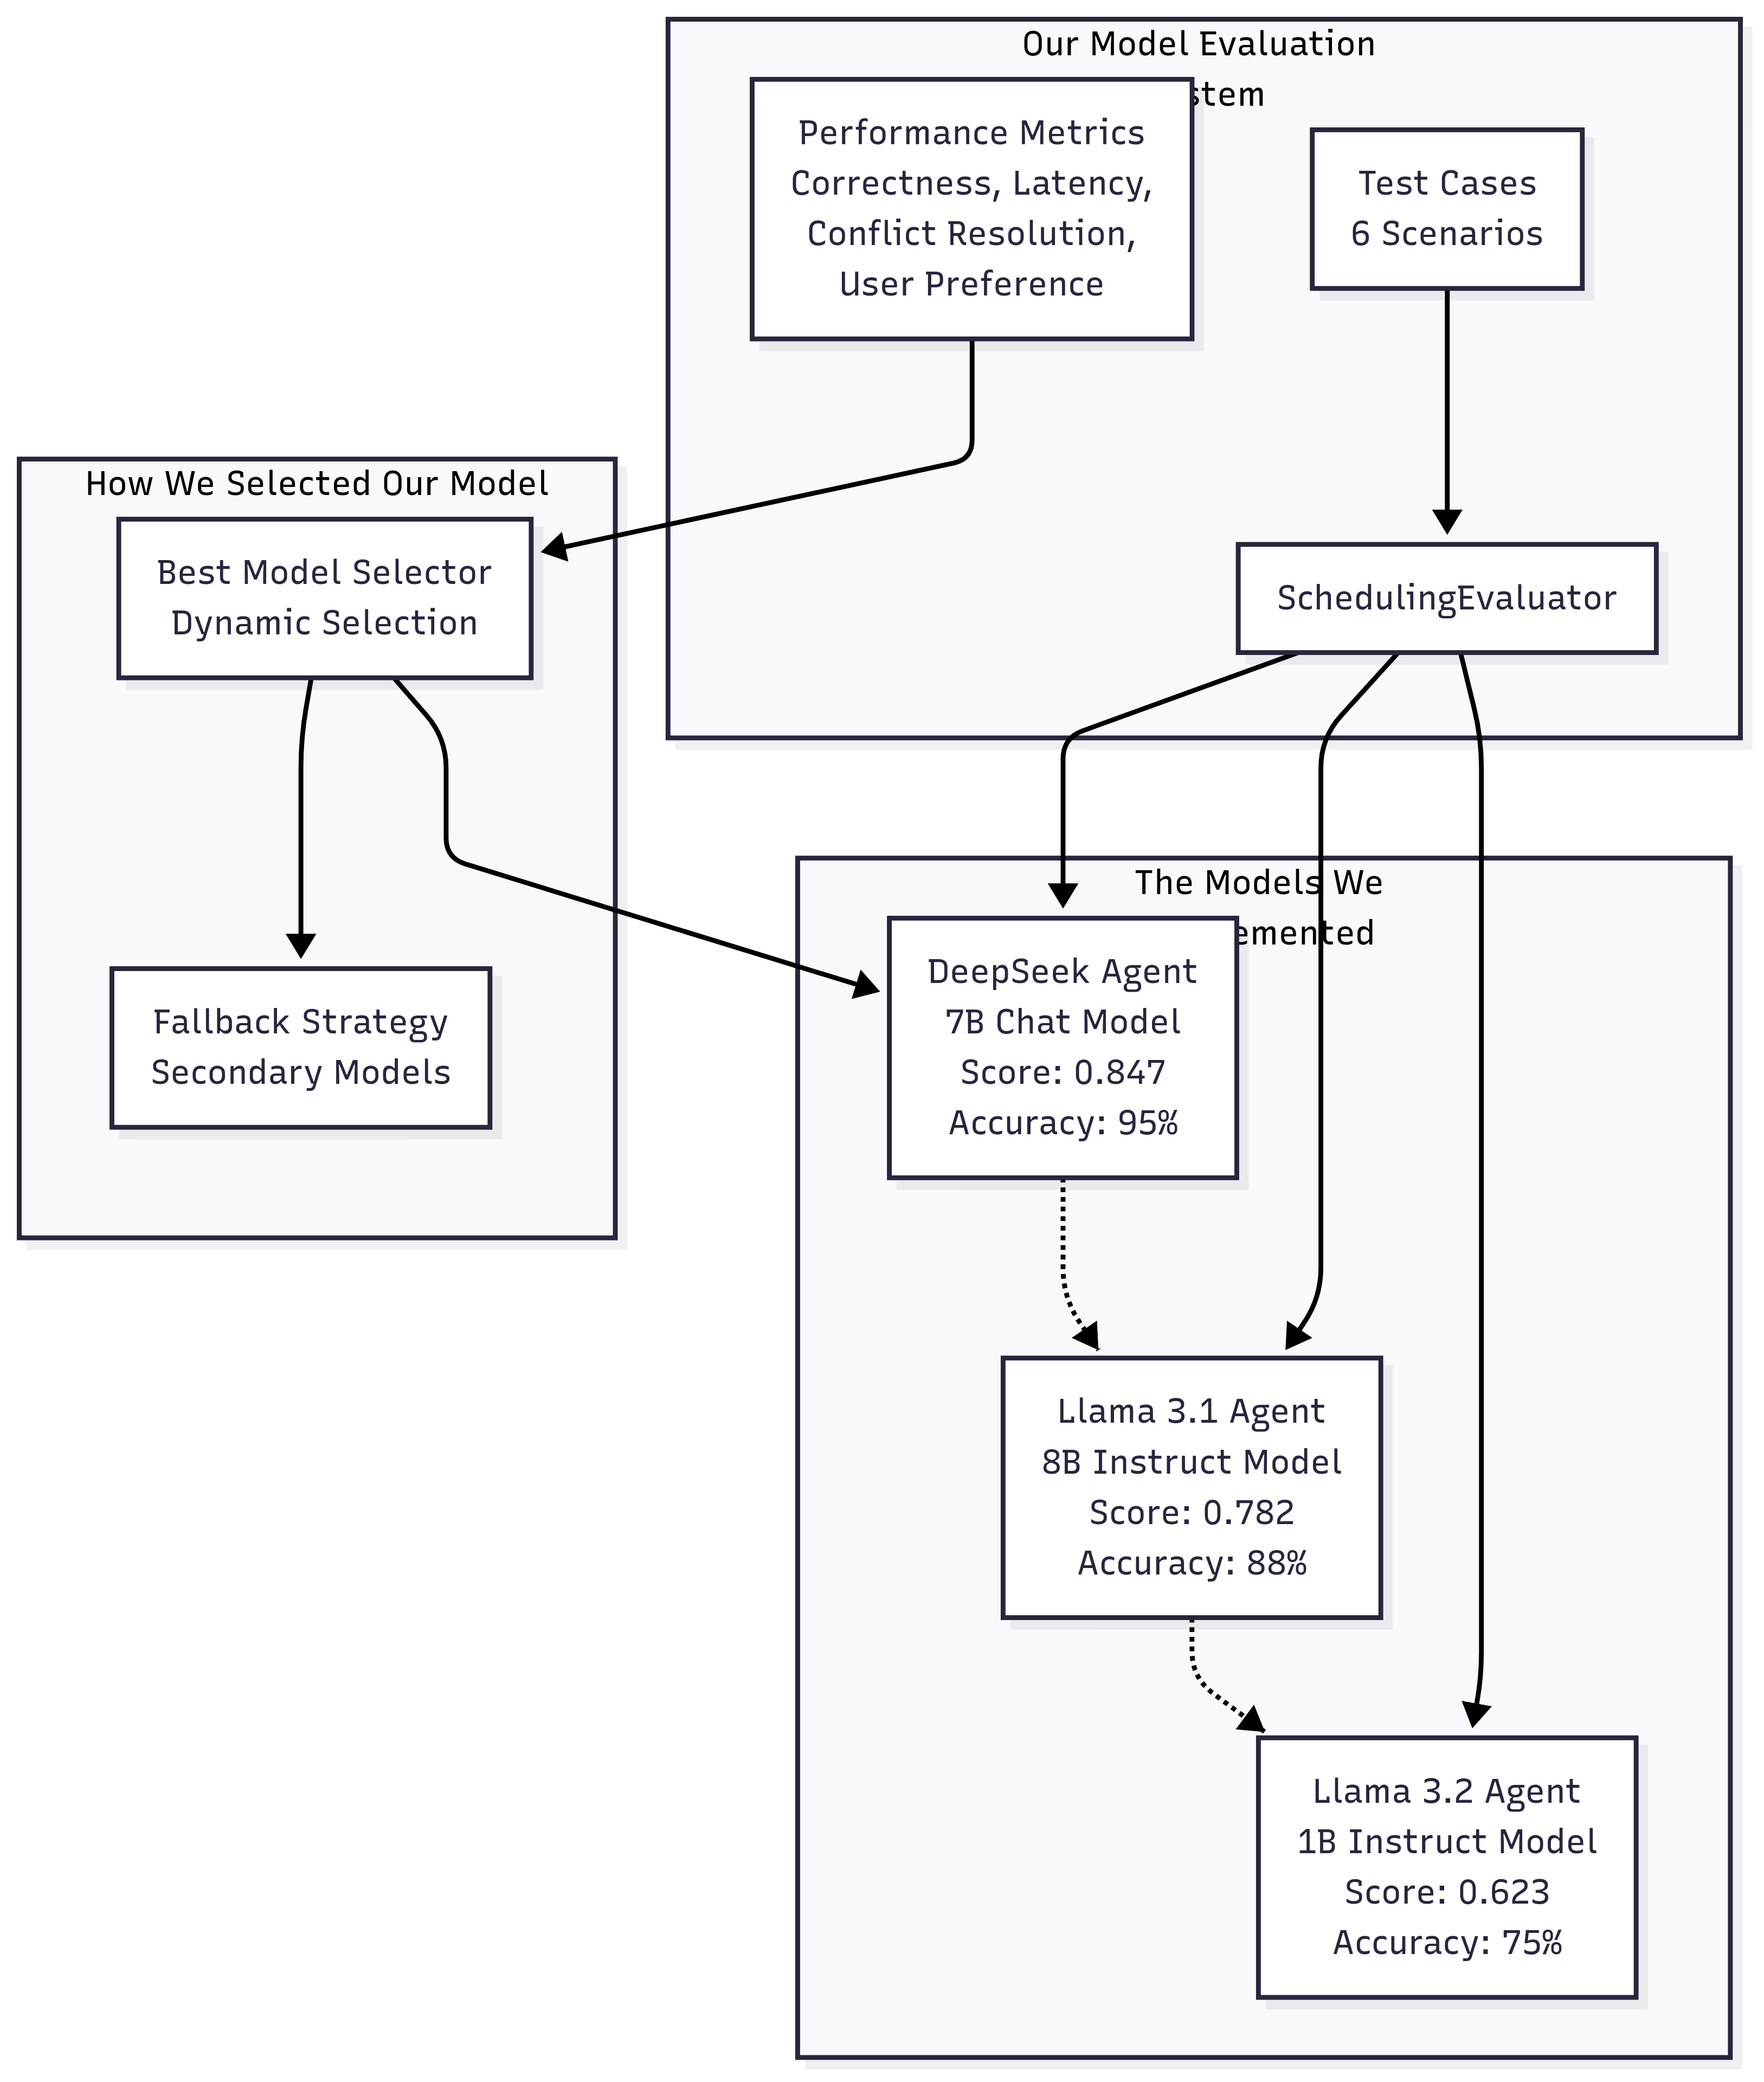 Our Model Evaluation
stem
Performance Metrics
Correctness, Latency,
Conflict Resolution,
User Preference
Test Cases
6 Scenarios
How We Selected Our Model
Best Model Selector
Dynamic Selection
SchedulingEvaluator
The Models We
emented
DeepSeek Agent
7B Chat Model
Score: 0.847
Accuracy: 95%
Fallback Strategy
Secondary Models
Llama 3.1 Agent
8B Instruct Model
Score: 0.782
Accuracy: 88%
Llama 3.2 Agent
1B Instruct Model
Score: 0.623
Accuracy: 75%